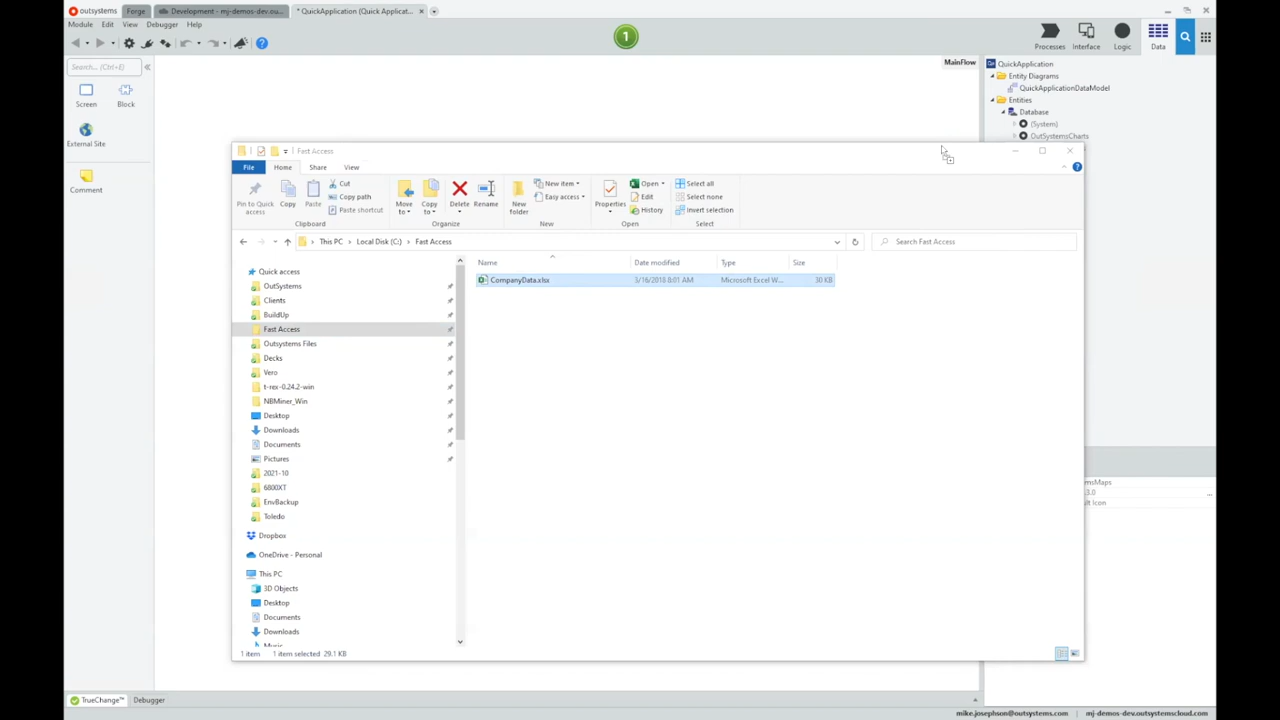 outsystems
Forge
Development - mj-demos-dev.ou...
* QuickApplication (Quick Applicat...
Module Edit View Debugger Help
1
Processes Interface Logic Data
Search... (Ctrl+E)
Screen Block
External Site
Comment
MainFlow
QuickApplication
Entity Diagrams
QuickApplicationDataModel
Entities
Database
(System)
OutSystemsCharts
Fast Access
File Home Share View
Pin to Quick access
Copy
Paste
Cut
Copy path
Paste shortcut
Clipboard
Move to
Copy to
Delete
Rename
Organize
New folder
New item
Easy access
New
Properties
Open
Edit
History
Open
Select all
Select none
Invert selection
Select
This PC > Local Disk (C:) > Fast Access
Search Fast Access
Name Date modified Type Size
CompanyData.xlsx 3/16/2018 8:01 AM Microsoft Excel W... 30 KB
Quick access
OutSystems
Clients
BuildUp
Fast Access
Outsystems Files
Decks
Vero
t-rex-0.24.2-win
NBMiner_Win
Desktop
Downloads
Documents
Pictures
2021-10
6800XT
EnvBackup
Toledo
Dropbox
OneDrive - Personal
This PC
3D Objects
Desktop
Documents
Downloads
Music
1 item 1 item selected 29.1 KB
emsMaps
3.0
ult Icon
...
TrueChange™ Debugger
mike.josephson@outsystems.com mj-demos-dev.outsystemscloud.com